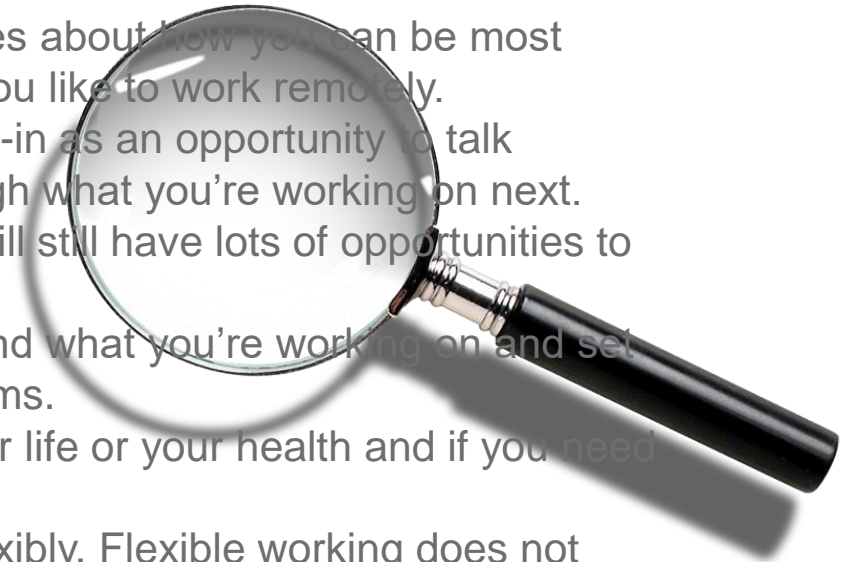 es about how you can be most
ou like to work remotely.
-in as an opportunity to talk
gh what you're working on next.
ill still have lots of opportunities to
nd what you're working on and set
ms.
r life or your health and if you need
xibly. Flexible working does not